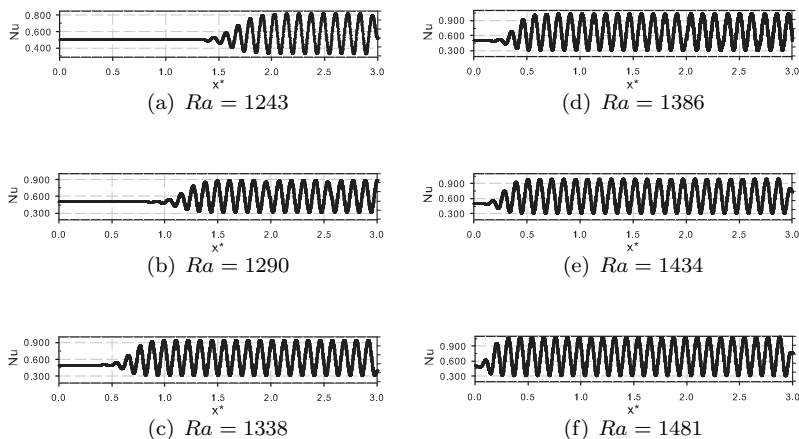 Nu
0.800
0.600
0.400
0.0 0.5 1.0 1.5 2.0 2.5 3.0
x*
(a) Ra = 1243
Nu
0.900
0.600
0.300
0.0 0.5 1.0 1.5 2.0 2.5 3.0
x*
(b) Ra = 1290
Nu
0.900
0.600
0.300
0.0 0.5 1.0 1.5 2.0 2.5 3.0
x*
(c) Ra = 1338
Nu
0.900
0.600
0.300
0.0 0.5 1.0 1.5 2.0 2.5 3.0
x*
(d) Ra = 1386
Nu
0.900
0.600
0.300
0.0 0.5 1.0 1.5 2.0 2.5 3.0
x*
(e) Ra = 1434
Nu
0.900
0.600
0.300
0.0 0.5 1.0 1.5 2.0 2.5 3.0
x*
(f) Ra = 1481